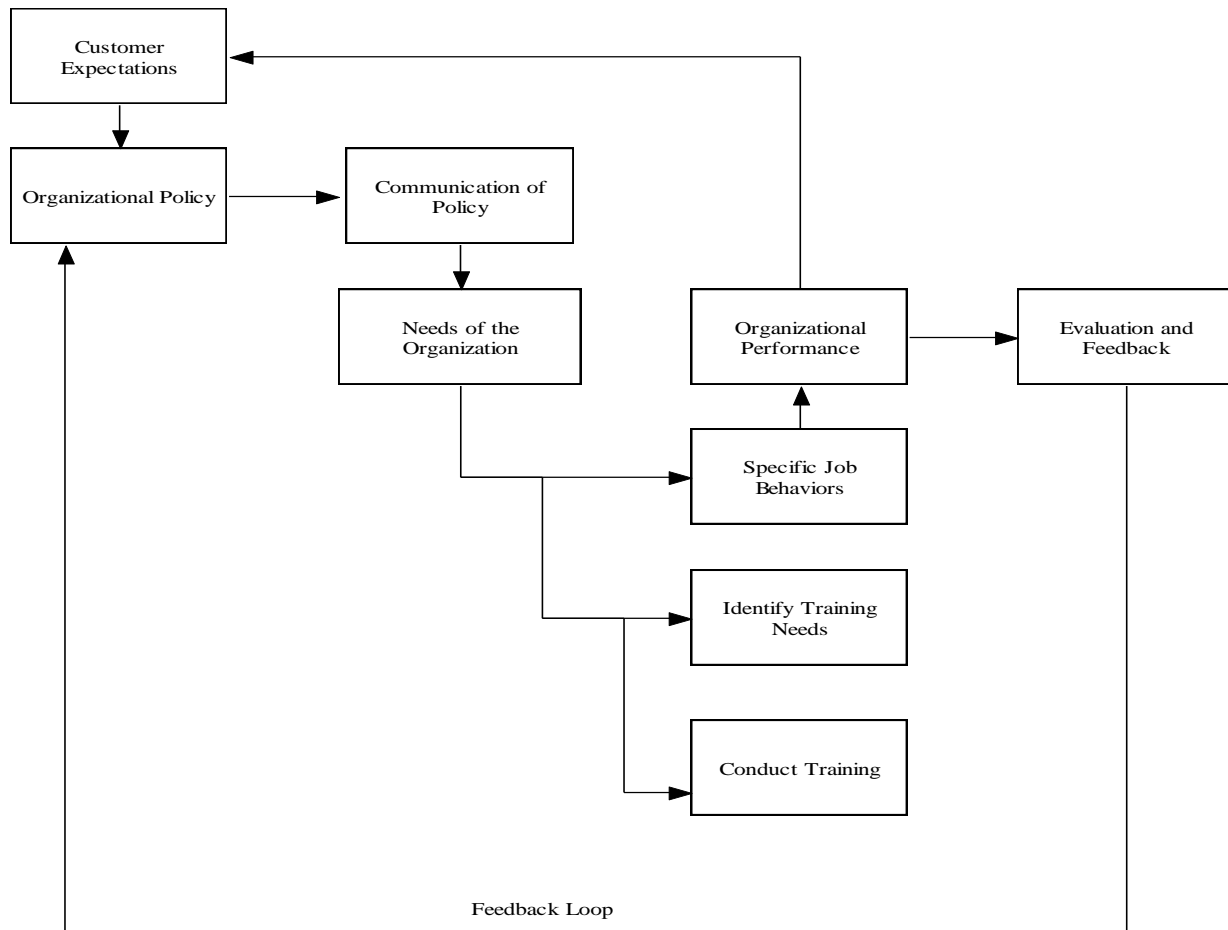 Customer
Expectations
Organizational Policy
Communication of
Policy
Needs of the
Organization
Organizational
Performance
Evaluation and
Feedback
Specific Job
Behaviors
Identify Training
Needs
Conduct Training
Feedback Loop